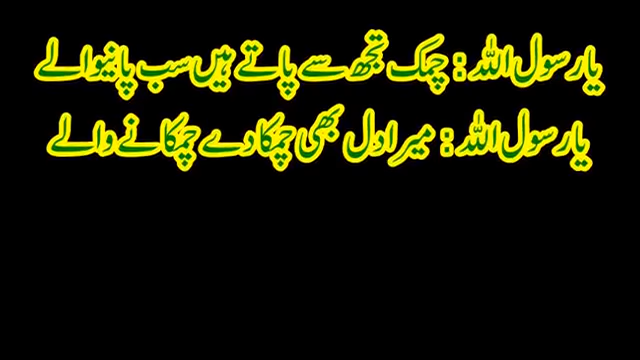 یارسول اللہ : چمک تجھ سے پاتے ہیں سب پانیوالے
یارسول اللہ : میرا دل بھی چمکا دے چمکانے والے